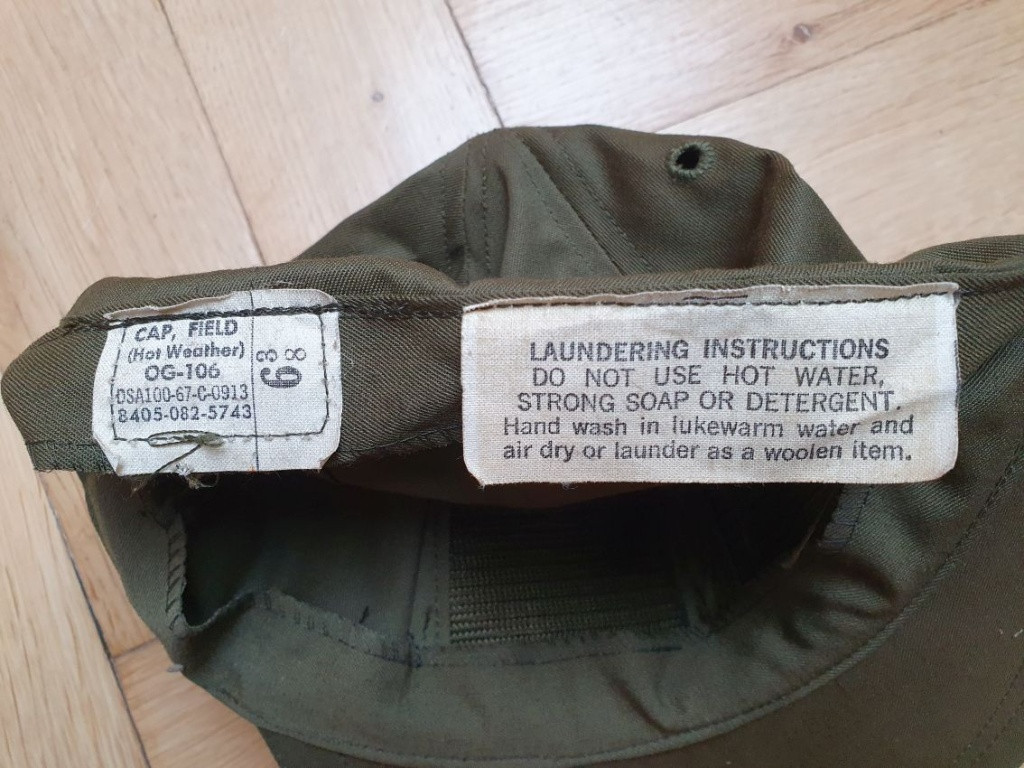 CAP, FIELD
(Hot Weather)
OG-106
DSA100-67-C-0913
8405-082-5743
6 3/8
LAUNDERING INSTRUCTIONS
DO NOT USE HOT WATER,
STRONG SOAP OR DETERGENT.
Hand wash in lukewarm water and
air dry or launder as a woolen item.